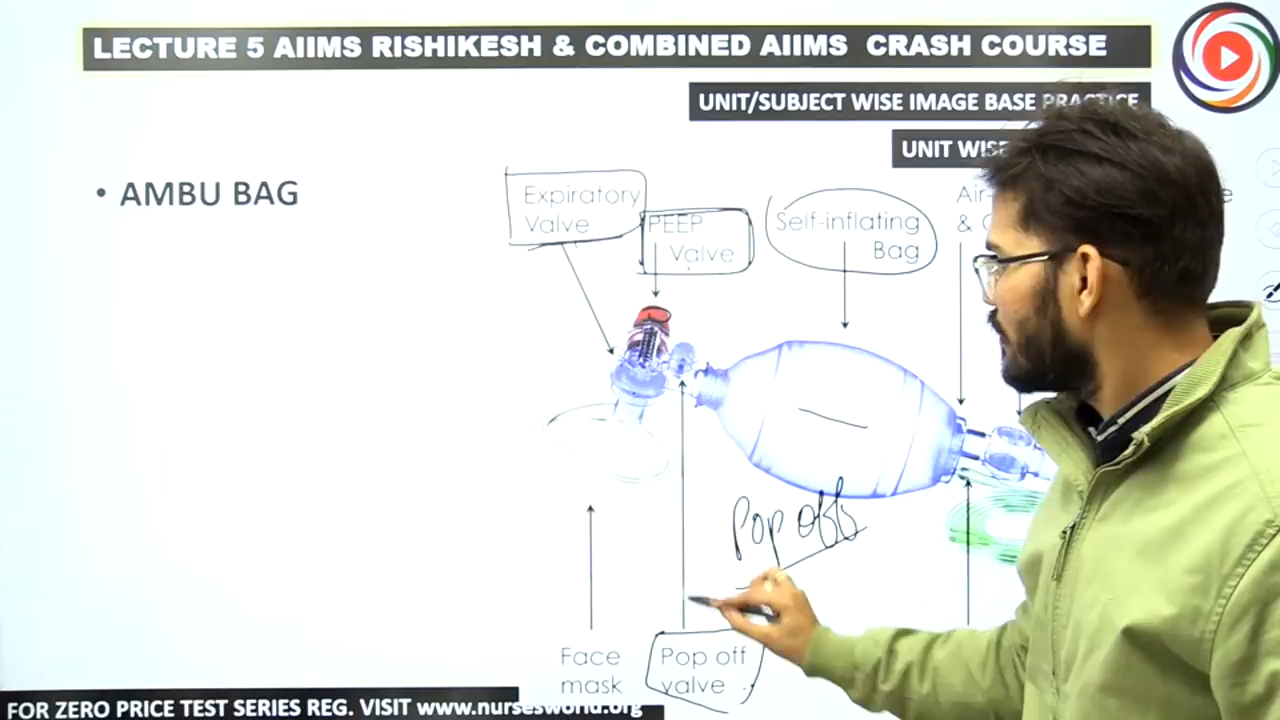 LECTURE 5 AIIMS RISHIKESH & COMBINED AIIMS CRASH COURSE
UNIT/SUBJECT WISE IMAGE BASE PRACTICE
UNIT WISE
• AMBU BAG
Expiratory
Valve
PEEP
Valve
Self-inflating
Bag
Air-
&
Pop off
Face
mask
Pop off
valve
FOR ZERO PRICE TEST SERIES REG. VISIT www.nursesworld.org